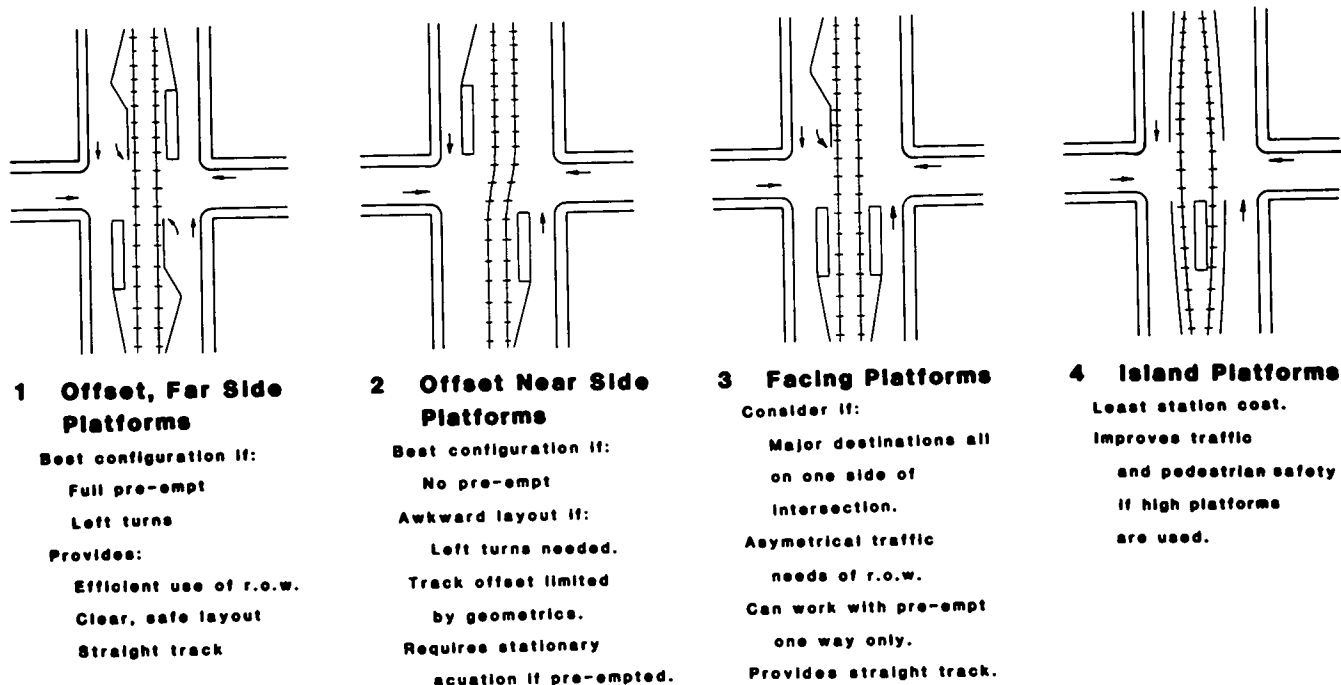 1 Offset, Far Side
Platforms
Best configuration if:
Full pre-empt
Left turns
Provides:
Efficient use of r.o.w.
Clear, safe layout
Straight track
2 Offset Near Side
Platforms
Best configuration if:
No pre-empt
Awkward layout if:
Left turns needed.
Track offset limited
by geometrics.
Requires stationary
acuation if pre-empted.
3 Facing Platforms
Consider if:
Major destinations all
on one side of
intersection.
Asymetrical traffic
needs of r.o.w.
Can work with pre-empt
one way only.
Provides straight track.
4 Island Platforms
Least station cost.
Improves traffic
and pedestrian safety
if high platforms
are used.